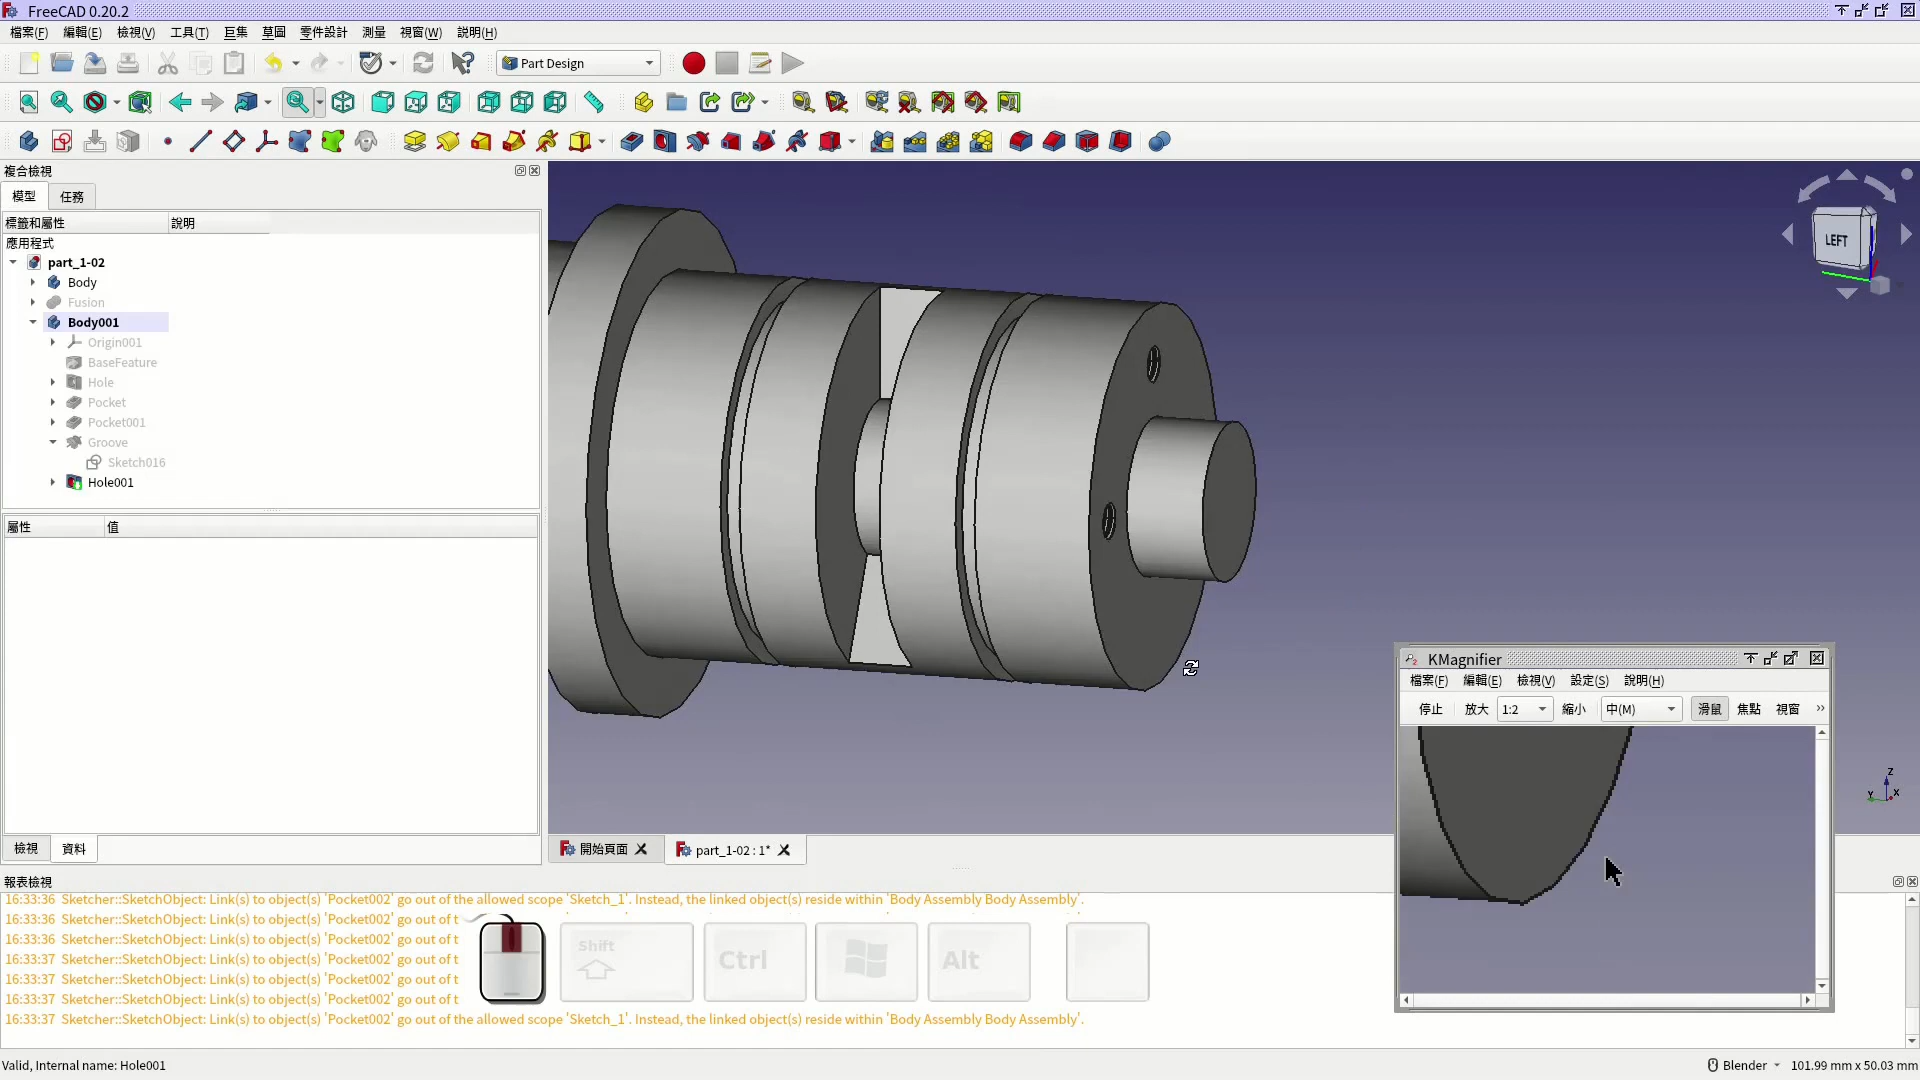 FreeCAD 0.20.2
檔案(F) 編輯(E) 檢視(V) 工具(T) 巨集 草圖 零件設計 測量 視窗(W) 說明(H)
Part Design
複合檢視
模型 任務
標籤和屬性 說明
應用程式
part_1-02
Body
Fusion
Body001
Origin001
BaseFeature
Hole
Pocket
Pocket001
Groove
Sketch016
Hole001
屬性 值
檢視 資料
LEFT
Z
Y X
開始頁面 part_1-02 : 1*
KMagnifier
檔案(F) 編輯(E) 檢視(V) 設定(S) 說明(H)
停止 放大 1:2 縮小 中(M) 滑鼠 焦點 視窗 »
報表檢視
16:33:36 Sketcher::SketchObject: Link(s) to object(s) 'Pocket002' go out of the allowed scope 'Sketch_1'. Instead, the linked object(s) reside within 'Body Assembly Body Assembly'.
16:33:36 Sketcher::SketchObject: Link(s) to object(s) 'Pocket002' go out of t
16:33:36 Sketcher::SketchObject: Link(s) to object(s) 'Pocket002' go out of t
16:33:37 Sketcher::SketchObject: Link(s) to object(s) 'Pocket002' go out of t
16:33:37 Sketcher::SketchObject: Link(s) to object(s) 'Pocket002' go out of t
16:33:37 Sketcher::SketchObject: Link(s) to object(s) 'Pocket002' go out of t
16:33:37 Sketcher::SketchObject: Link(s) to object(s) 'Pocket002' go out of the allowed scope 'Sketch_1'. Instead, the linked object(s) reside within 'Body Assembly Body Assembly'.
Shift Ctrl Alt
Valid, Internal name: Hole001
Blender 101.99 mm x 50.03 mm